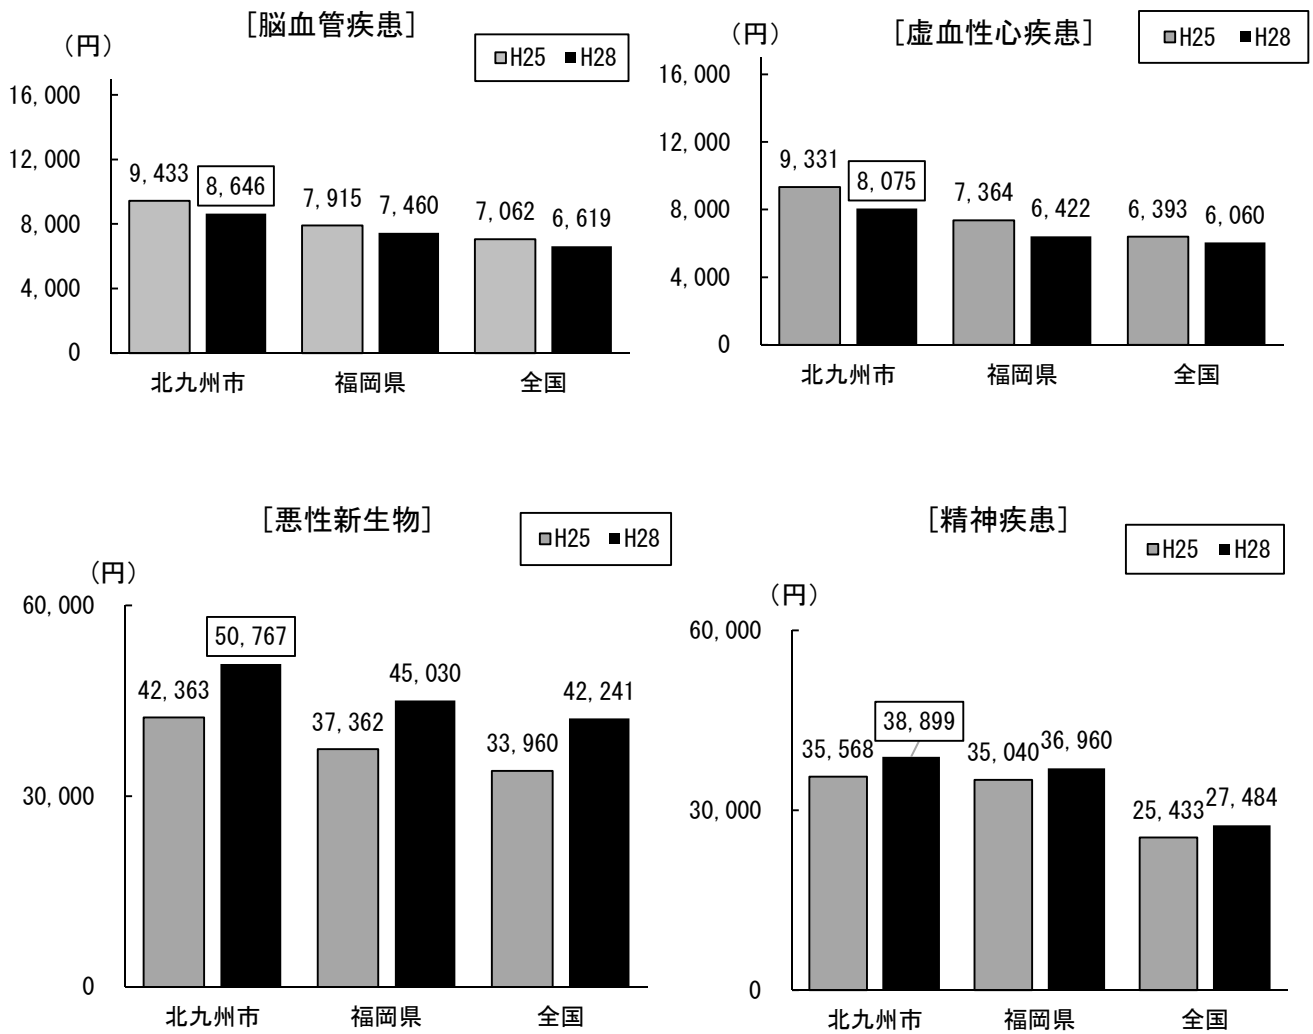 [脳血管疾患]
(円)
H25 H28
16,000
12,000
8,000
4,000
0
9,433 8,646 7,915 7,460 7,062 6,619
北九州市 福岡県 全国
[虚血性心疾患]
(円)
H25 H28
16,000
12,000
8,000
4,000
0
9,331 8,075 7,364 6,422 6,393 6,060
北九州市 福岡県 全国
[悪性新生物]
(円)
H25 H28
60,000
30,000
0
42,363 50,767 37,362 45,030 33,960 42,241
北九州市 福岡県 全国
[精神疾患]
(円)
H25 H28
60,000
30,000
0
35,568 38,899 35,040 36,960 25,433 27,484
北九州市 福岡県 全国